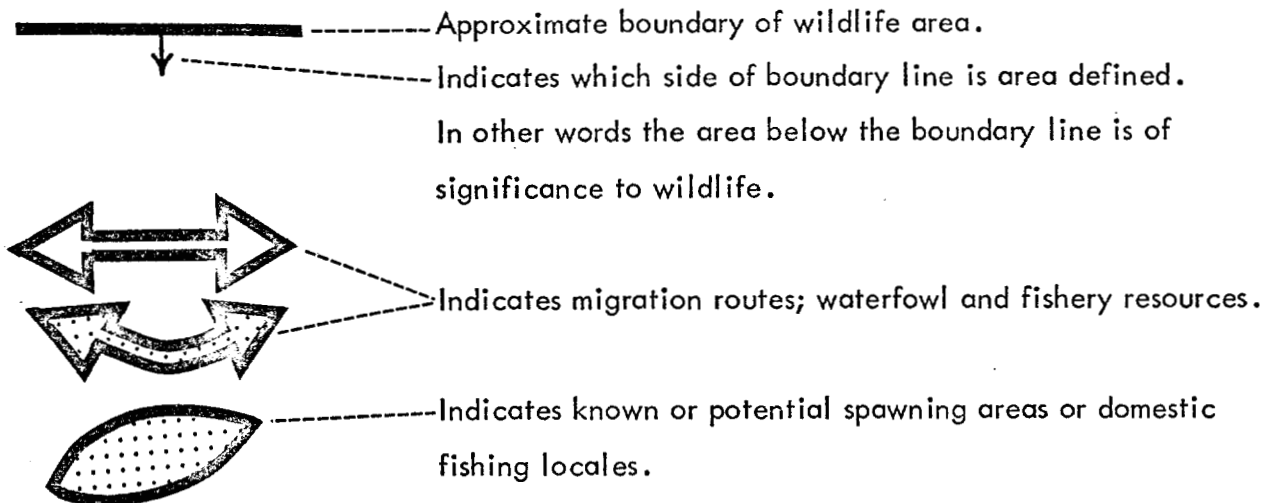 Approximate boundary of wildlife area.
Indicates which side of boundary line is area defined.
In other words the area below the boundary line is of
significance to wildlife.
Indicates migration routes; waterfowl and fishery resources.
Indicates known or potential spawning areas or domestic
fishing locales.